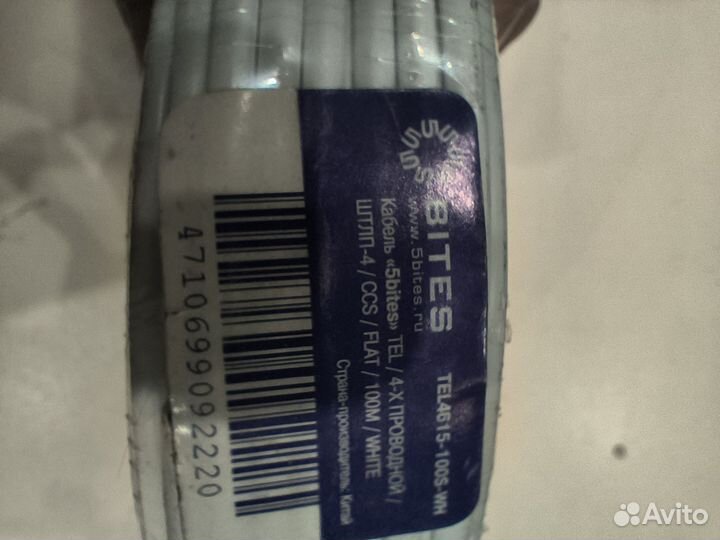 5BITES
www.5bites.ru
TEL4615-100S-WH
Кабель «5bites» TEL / 4-Х ПРОВОДНОЙ /
ШТЛП-4 / CCS / FLAT / 100M / WHITE
Страна-производитель: Китай
4710699092220
Avito